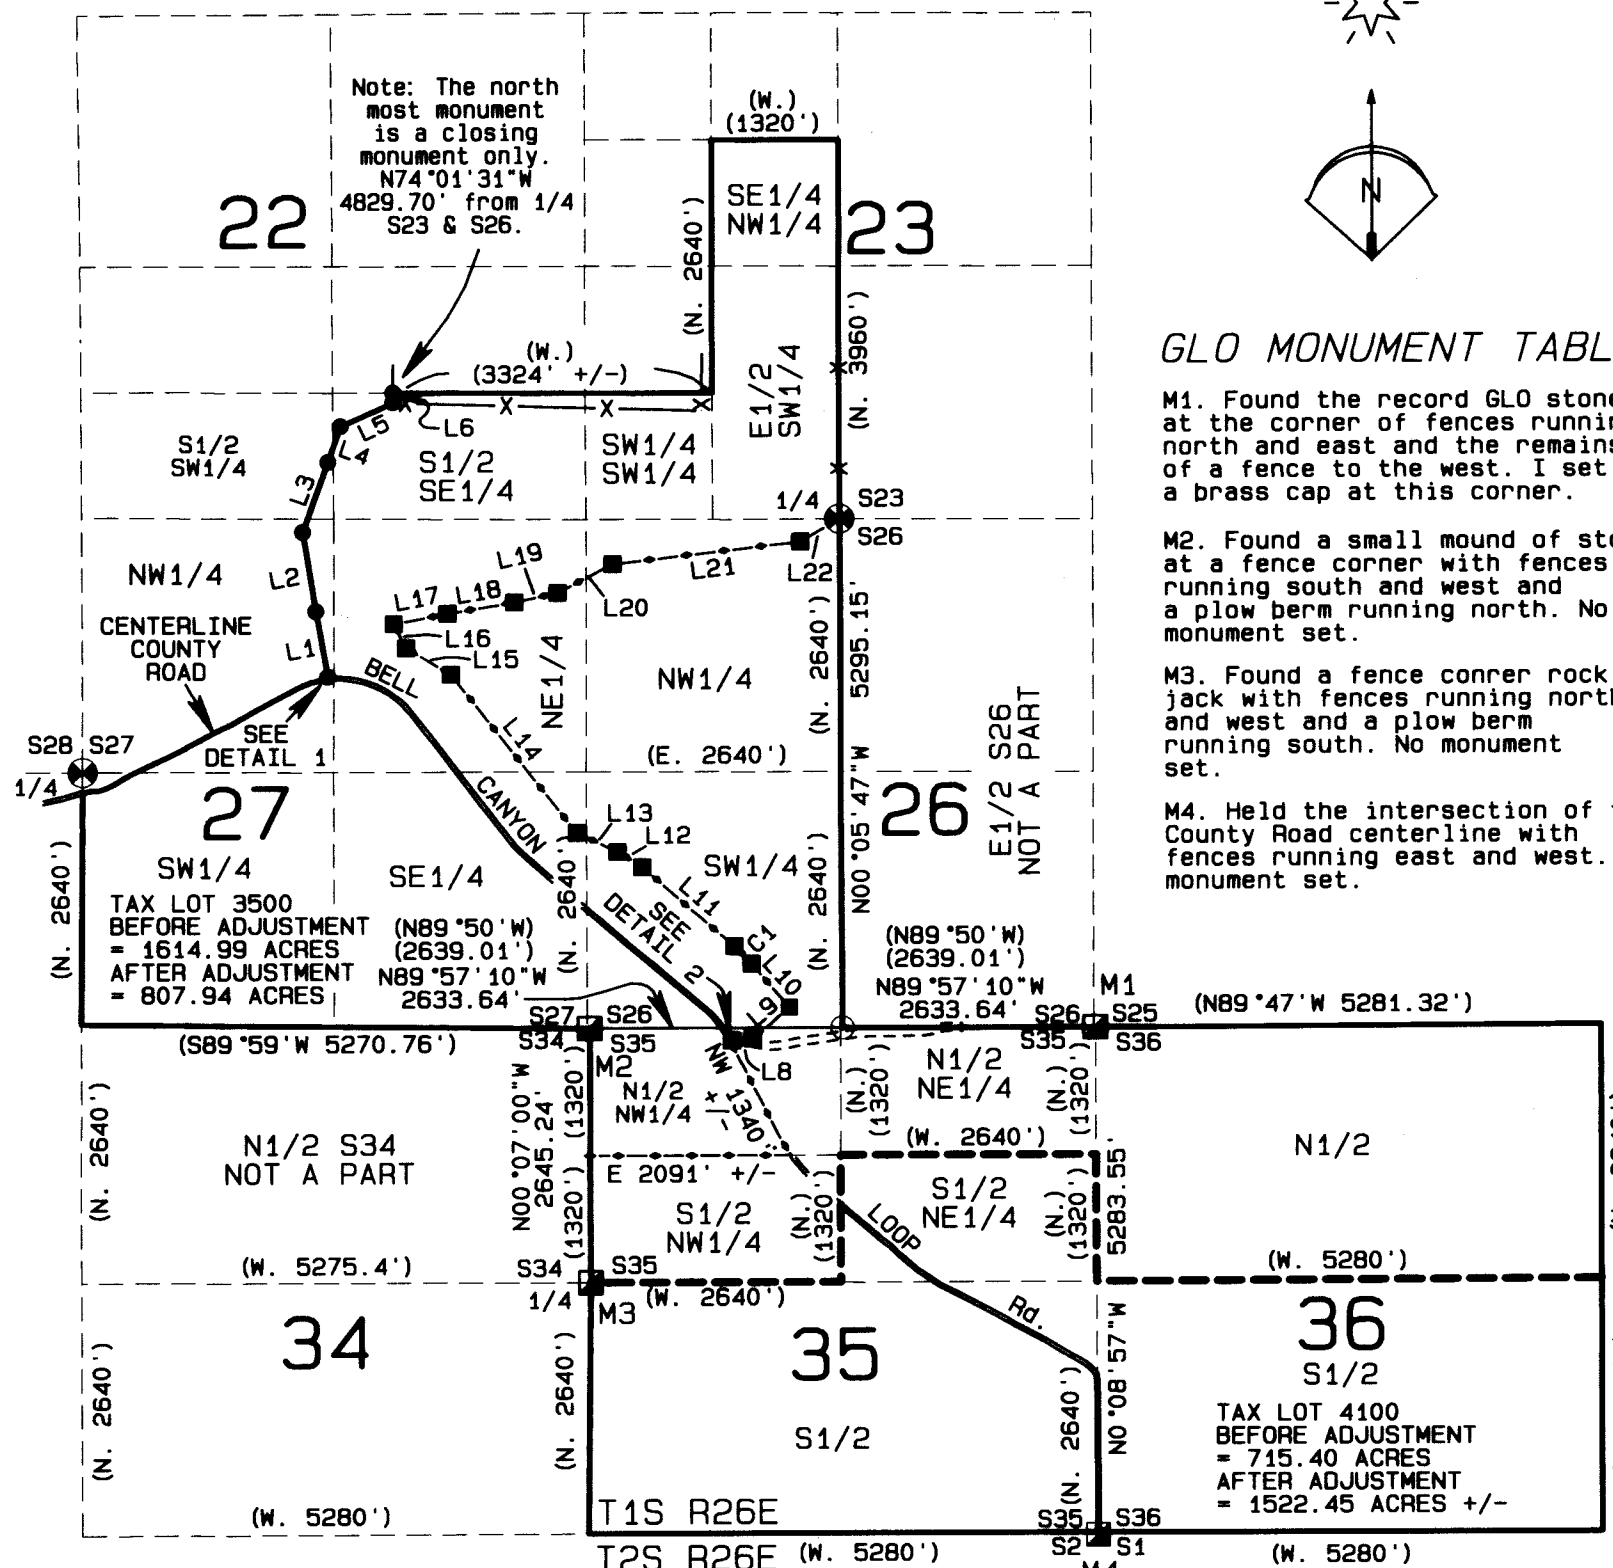 Note: The north
most monument
is a closing
monument only.
N74°01'31"W
4829.70' from 1/4
S23 & S26.
(W.)
(1320')
SE1/4
NW1/4
22
23
N
(N. 2640')
(N. 3960')
E1/2
SW1/4
(W.)
(3324' +/-)
X X X
L6
L5
L4
L3
L2
L1
S1/2
SW1/4
S1/2
SE1/4
SW1/4
SW1/4
1/4
S23
S26
NW1/4
CENTERLINE
COUNTY
ROAD
SEE
DETAIL 1
BELL
CANYON
L17
L18
L19
L20
L21
L22
L16
L15
L14
NE1/4
NW1/4
(E. 2640')
(N. 2640')
N00°05'47"W 5295.15'
E1/2 S26
NOT A PART
S28
S27
1/4
27
26
SW1/4
SE1/4
SW1/4
L13
L12
L11
C1
L10
L9
L8
SEE
DETAIL 2
(N. 2640')
(N. 2640')
(N. 2640')
TAX LOT 3500
BEFORE ADJUSTMENT
= 1614.99 ACRES
AFTER ADJUSTMENT
= 807.94 ACRES
(N89°50'W)
(2639.01')
N89°57'10"W
2633.64'
(N89°50'W)
(2639.01')
N89°57'10"W
2633.64'
M1
(N89°47'W 5281.32')
S27
S26
S34
S35
M2
S26
S25
S35
S36
(S89°59'W 5270.76')
N1/2
NW1/4
NW 1340' +/-
N1/2
NE1/4
(N.)
(1320')
(N.)
(1320')
(W. 2640')
N1/2
N1/2 S34
NOT A PART
(N. 2640')
N00°07'00"W
2645.24'
(1320')
(1320')
E 2091' +/-
S1/2
NW1/4
(N.)
(1320')
S1/2
NE1/4
(N.)
(1320')
5283.55'
LOOP
Rd.
(W. 5275.4')
S34
S35
1/4
M3
(W. 2640')
(W. 5280')
34
35
36
S1/2
S1/2
(N. 2640')
(N. 2640')
(N. 2640')
N0°08'57"W
TAX LOT 4100
BEFORE ADJUSTMENT
= 715.40 ACRES
AFTER ADJUSTMENT
= 1522.45 ACRES +/-
(W. 5280')
T1S R26E
T2S R26E
(W. 5280')
S35
S36
S2
S1
(W. 5280')
GLO MONUMENT TABL
M1. Found the record GLO stone
at the corner of fences runnin
north and east and the remains
of a fence to the west. I set
a brass cap at this corner.
M2. Found a small mound of sto
at a fence corner with fences
running south and west and
a plow berm running north. No
monument set.
M3. Found a fence conrer rock
jack with fences running north
and west and a plow berm
running south. No monument
set.
M4. Held the intersection of
County Road centerline with
fences running east and west.
monument set.